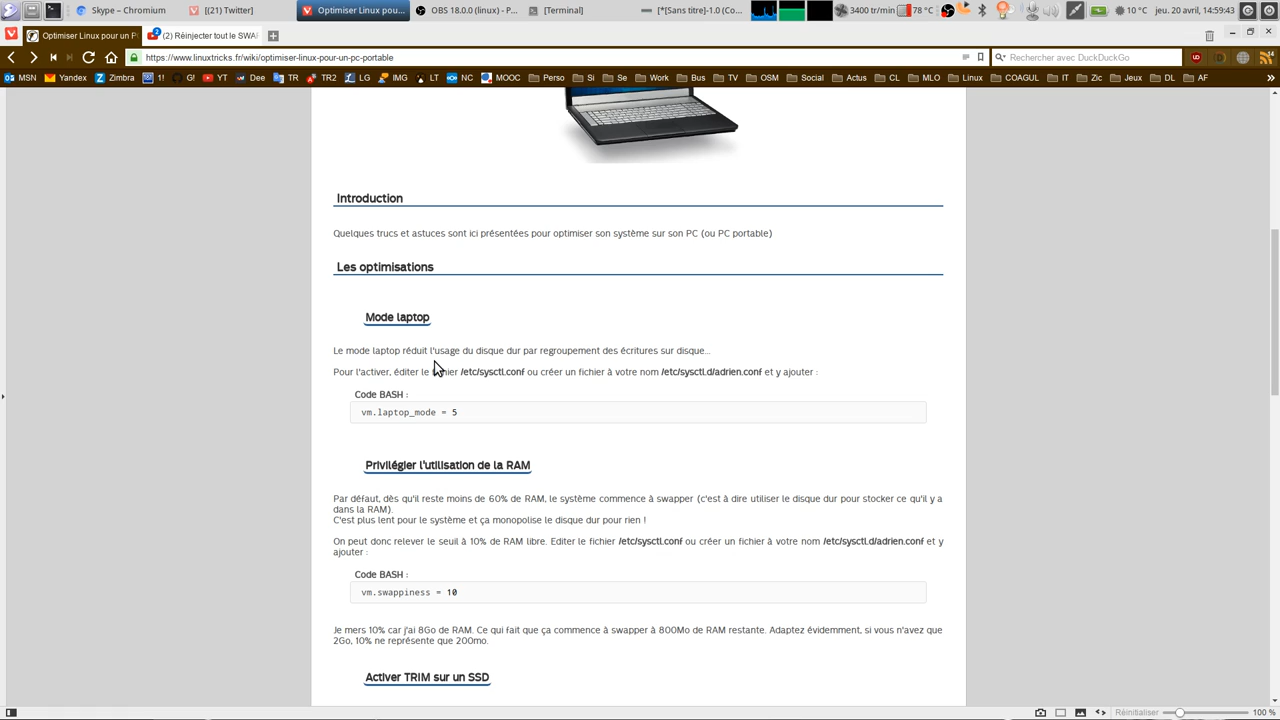 Skype – Chromium
[(21) Twitter]
Optimiser Linux pou...
OBS 18.0.0 (linux) - P...
[Terminal]
[*[Sans titre]-1.0 (Co...
3400 tr/min
78 °C
10 °C
jeu. 20 avril, 14:59:43
Optimiser Linux pour un P
(2) Réinjecter tout le SWA
https://www.linuxtricks.fr/wiki/optimiser-linux-pour-un-pc-portable
Rechercher avec DuckDuckGo
MSN Yandex Zimbra 1! G! YT Dee TR LG IMG LT NC MOOC Perso Si Se Work Bus TV OSM Social Actus CL MLO Linux COAGUL IT Zic Jeux DL AF
Introduction
Quelques trucs et astuces sont ici présentées pour optimiser son système sur son PC (ou PC portable)
Les optimisations
Mode laptop
Le mode laptop réduit l'usage du disque dur par regroupement des écritures sur disque...
Pour l'activer, éditer le fichier /etc/sysctl.conf ou créer un fichier à votre nom /etc/sysctl.d/adrien.conf et y ajouter :
Code BASH :
vm.laptop_mode = 5
Privilégier l'utilisation de la RAM
Par défaut, dès qu'il reste moins de 60% de RAM, le système commence à swapper (c'est à dire utiliser le disque dur pour stocker ce qu'il y a
dans la RAM).
C'est plus lent pour le système et ça monopolise le disque dur pour rien !
On peut donc relever le seuil à 10% de RAM libre. Editer le fichier /etc/sysctl.conf ou créer un fichier à votre nom /etc/sysctl.d/adrien.conf et y
ajouter :
Code BASH :
vm.swappiness = 10
Je mers 10% car j'ai 8Go de RAM. Ce qui fait que ça commence à swapper à 800Mo de RAM restante. Adaptez évidemment, si vous n'avez que
2Go, 10% ne représente que 200mo.
Activer TRIM sur un SSD
Réinitialiser
100 %